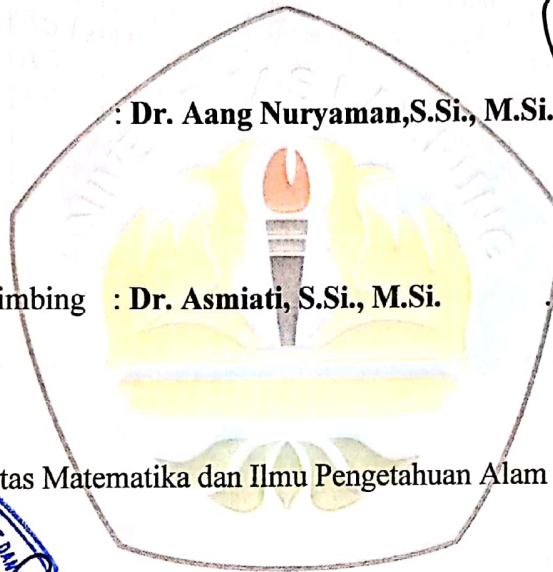 : Dr. Aang Nuryaman,S.Si., M.Si.
imbing : Dr. Asmiati, S.Si., M.Si.
tas Matematika dan Ilmu Pengetahuan Alam